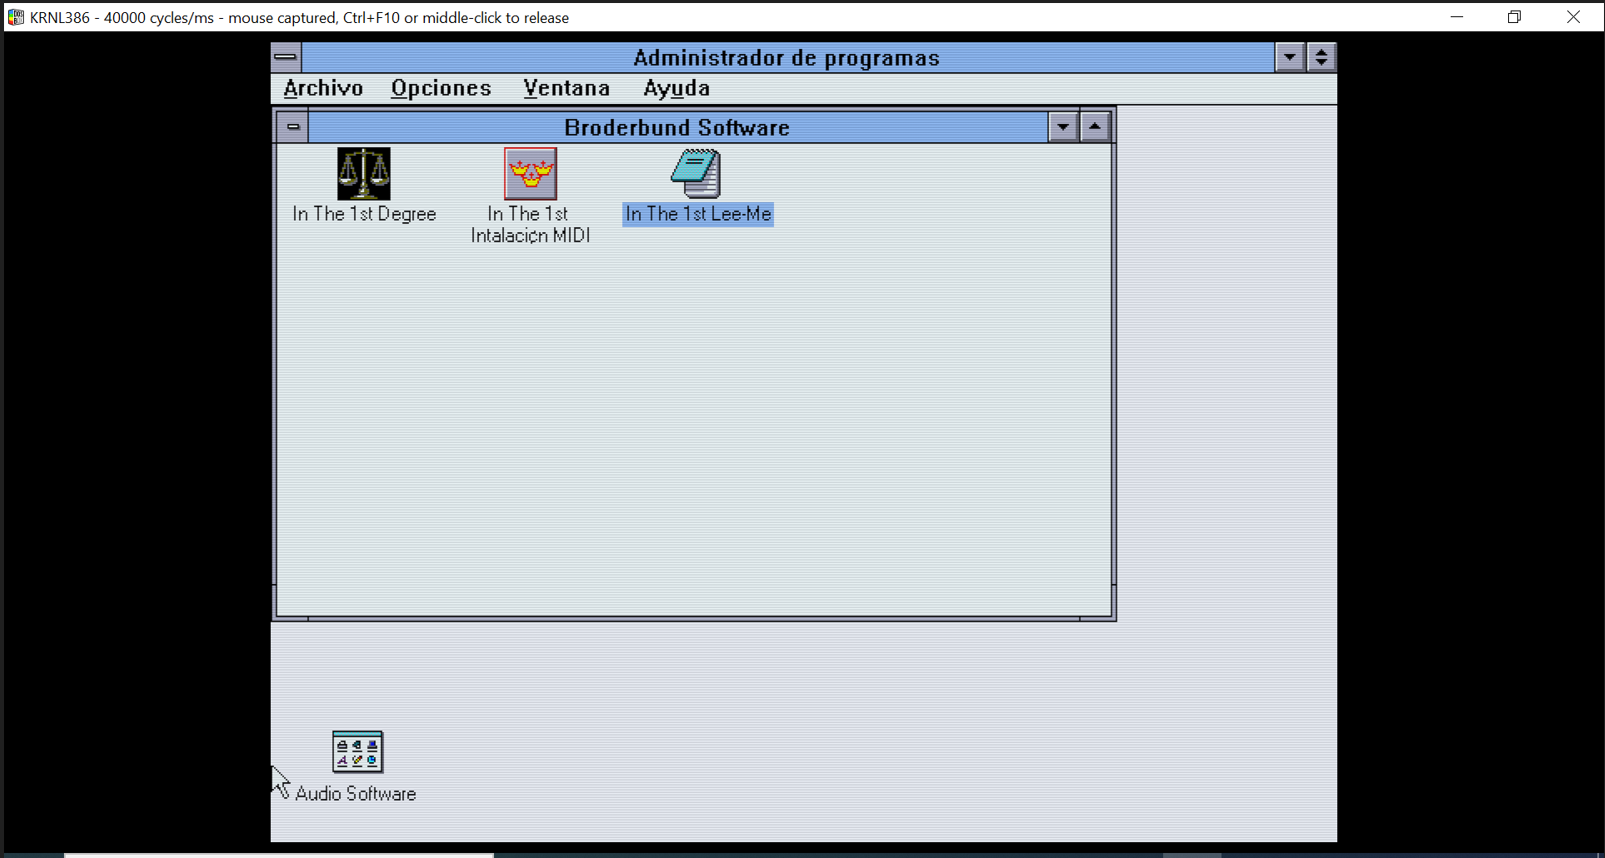 KRNL386 - 40000 cycles/ms - mouse captured, Ctrl+F10 or middle-click to release
Administrador de programas
Archivo Opciones Ventana Ayuda
Broderbund Software
In The 1st Degree
In The 1st
Intalación MIDI
In The 1st Lee-Me
Audio Software